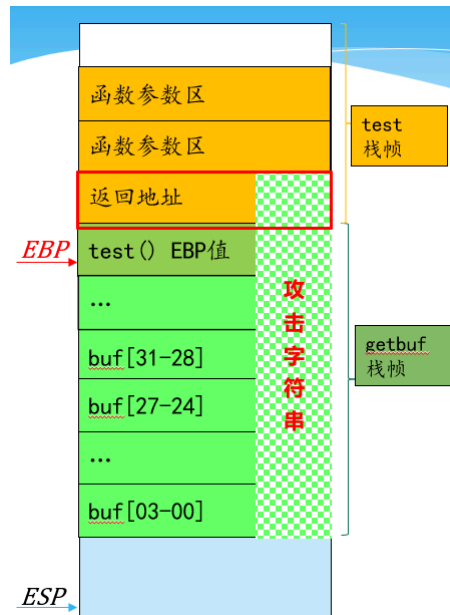 函数参数区
函数参数区
test
栈帧
返回地址
EBP
test() EBP值
...
攻击字符串
buf[31-28]
getbuf
栈帧
buf[27-24]
...
buf[03-00]
ESP